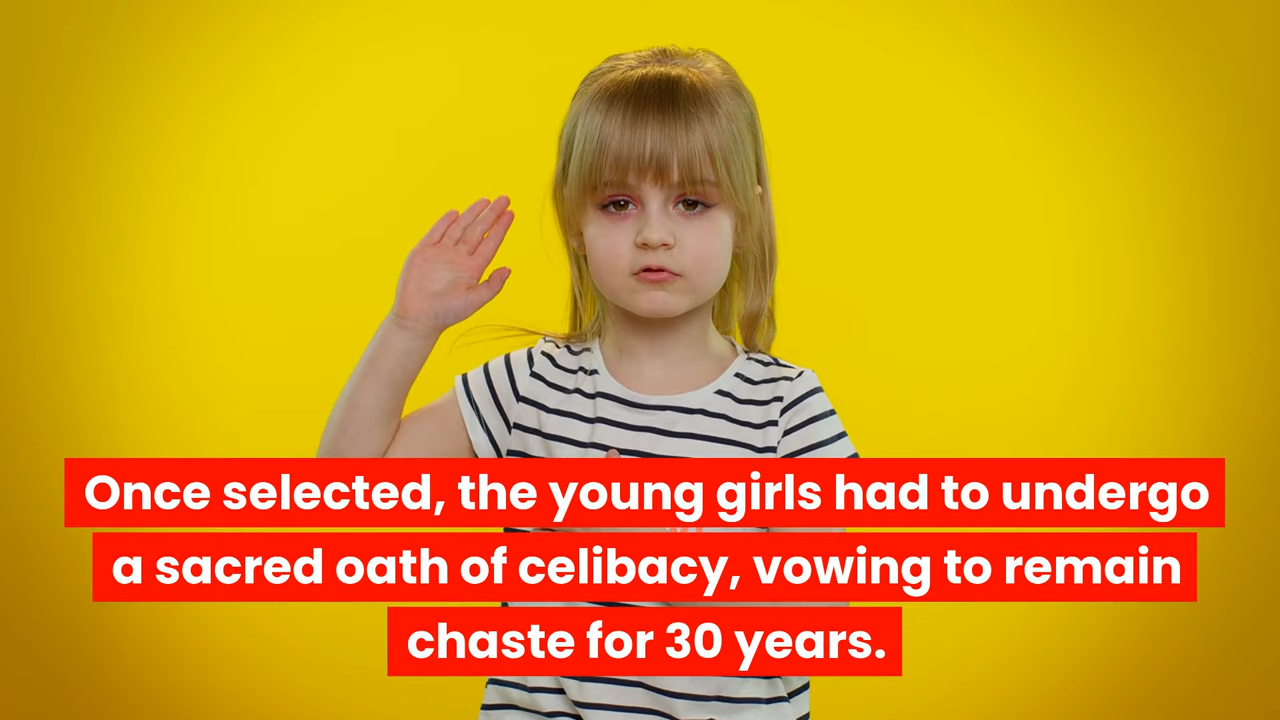 Once selected, the young girls had to undergo
a sacred oath of celibacy, vowing to remain
chaste for 30 years.